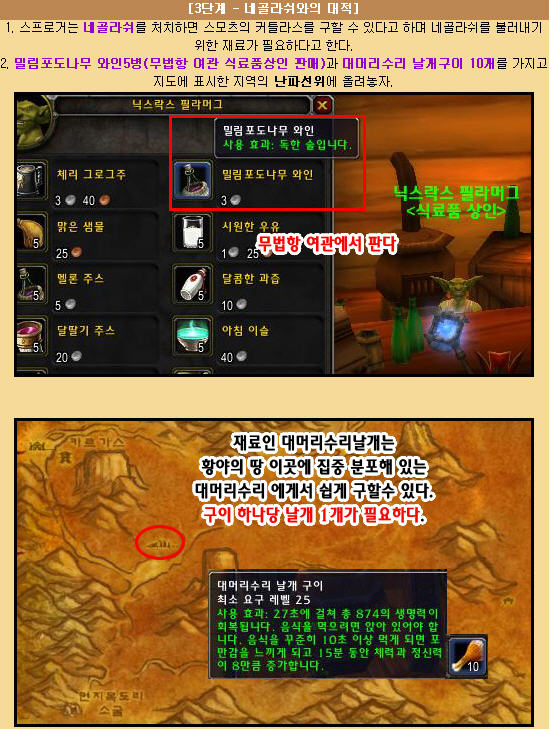 [3단계 - 네골라쉬와의 대적]
1. 스프로거는 네골라쉬를 처치하면 스모츠의 커틀라스를 구할 수 있다고 하며 네골라쉬를 불러내기
위한 재료가 필요하다고 한다.
2. 밀림포도나무 와인5병(무법항 여관 식료품상인 판매)과 대머리수리 날개구이 10개를 가지고
지도에 표시한 지역의 난파선위에 올려놓자.
닉스락스 필라머그
밀림포도나무 와인
사용 효과: 독한 술입니다.
체리 그로그주
3 40
밀림포도나무 와인
3
닉스락스 필라머그
<식료품 상인>
맑은 샘물
5
25
시원한 우유
5
1 25
무법항 여관에서 판다
멜론 주스
5
5
달콤한 과즙
5
10
딸딸기 주스
5
20
아침 이슬
5
40
카르가스
재료인 대머리수리날개는
황야의 땅 이곳에 집중 분포해 있는
대머리수리 에게서 쉽게 구할수 있다.
구이 하나당 날개 1개가 필요하다.
대머리수리 날개 구이
최소 요구 레벨 25
사용 효과: 27초에 걸쳐 총 874의 생명력이
회복됩니다. 음식을 먹으려면 앉아 있어야 합
니다. 음식을 꾸준히 10초 이상 먹게 되면 포
만감을 느끼게 되고 15분 동안 체력과 정신력
이 8만큼 증가합니다.
10
먼지목도리
소굴